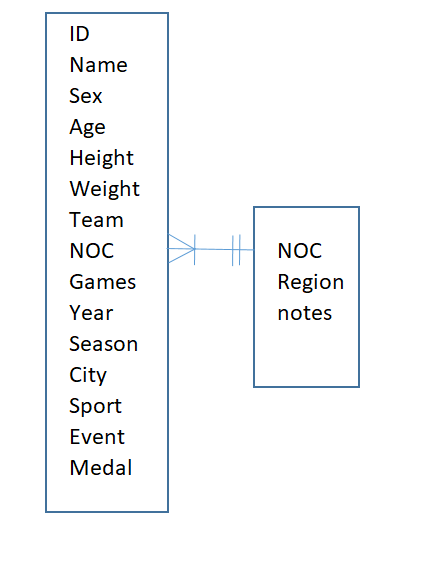 ID
Name
Sex
Age
Height
Weight
Team
NOC
Games
Year
Season
City
Sport
Event
Medal
NOC
Region
notes